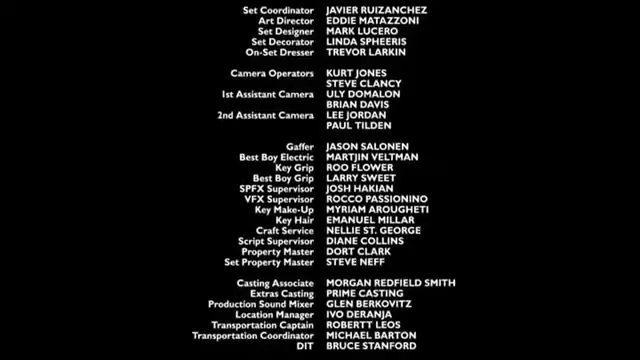 Set Coordinator JAVIER RUIZANCHEZ
Art Director EDDIE MATAZZONI
Set Designer MARK LUCERO
Set Decorator LINDA SPHEERIS
On-Set Dresser TREVOR LARKIN
Camera Operators KURT JONES
STEVE CLANCY
1st Assistant Camera ULY DOMALON
BRIAN DAVIS
2nd Assistant Camera LEE JORDAN
PAUL TILDEN
Gaffer JASON SALONEN
Best Boy Electric MARTJIN VELTMAN
Key Grip ROO FLOWER
Best Boy Grip LARRY SWEET
SPFX Supervisor JOSH HAKIAN
VFX Supervisor ROCCO PASSIONINO
Key Make-Up MYRIAM AROUGHETI
Key Hair EMANUEL MILLAR
Craft Service NELLIE ST. GEORGE
Script Supervisor DIANE COLLINS
Property Master DORT CLARK
Set Property Master STEVE NEFF
Casting Associate MORGAN REDFIELD SMITH
Extras Casting PRIME CASTING
Production Sound Mixer GLEN BERKOVITZ
Location Manager IVO DERANJA
Transportation Captain ROBERTT LEOS
Transportation Coordinator MICHAEL BARTON
DIT BRUCE STANFORD